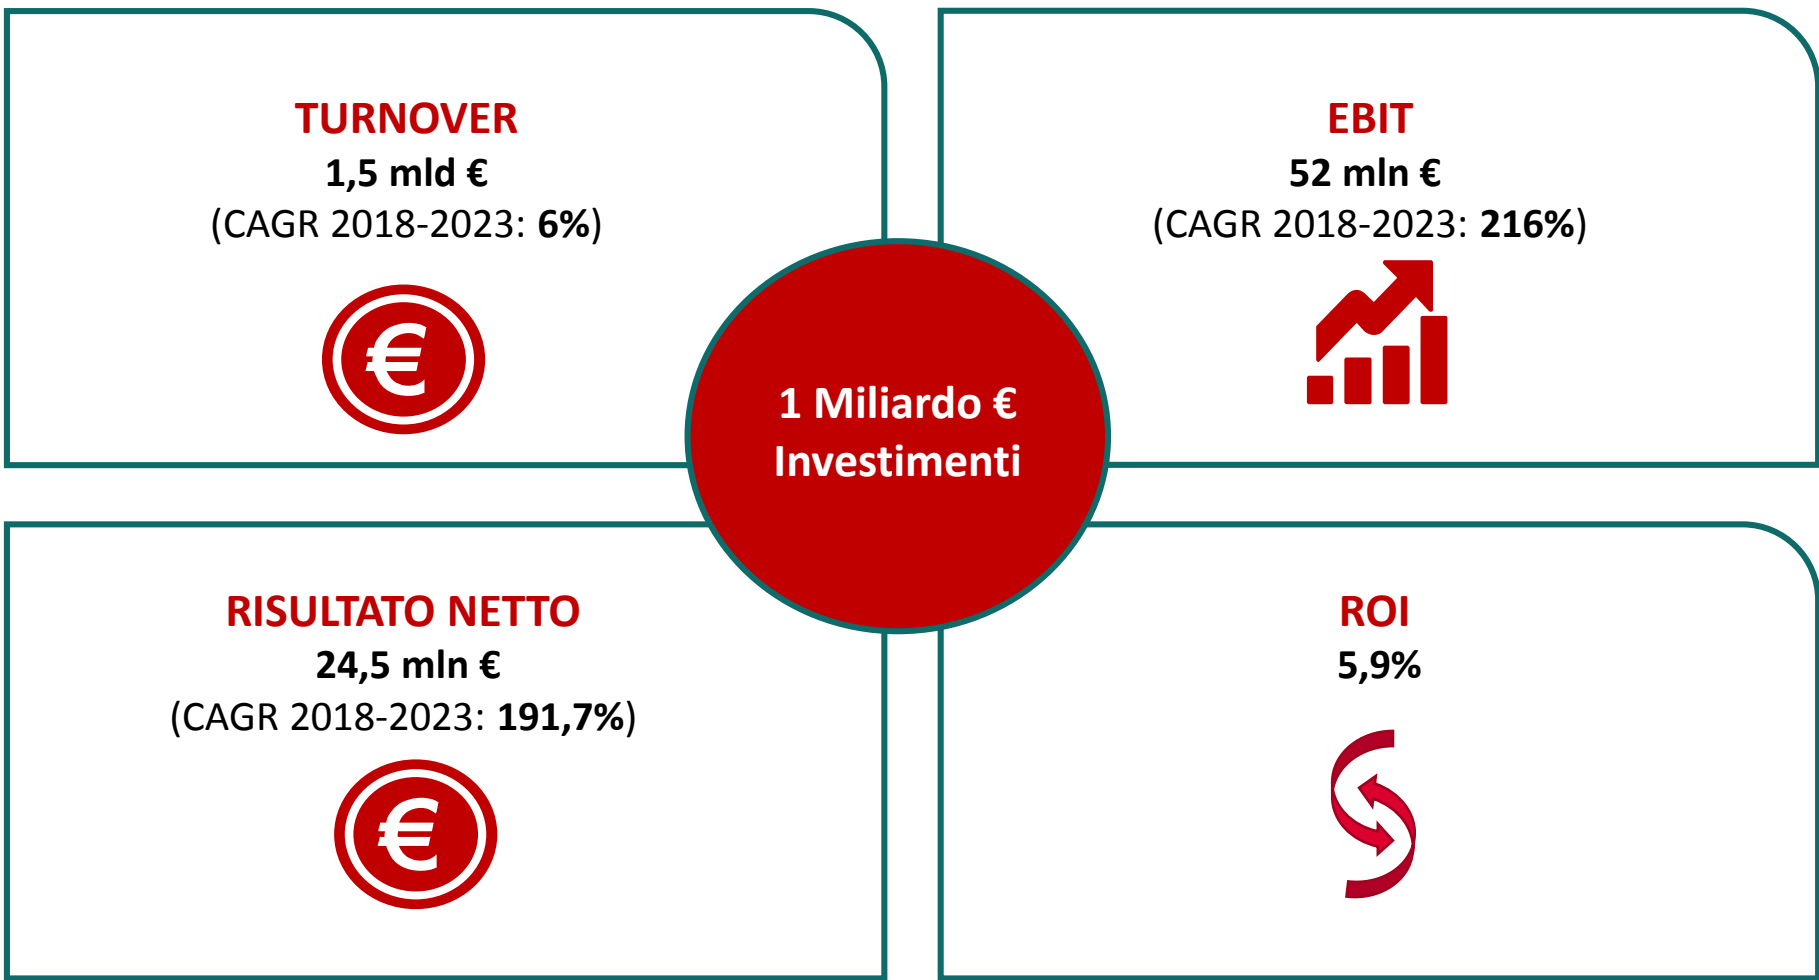 TURNOVER
1,5 mld €
(CAGR 2018-2023: 6%)
€
EBIT
52 mln €
(CAGR 2018-2023: 216%)
1 Miliardo €
Investimenti
RISULTATO NETTO
24,5 mln €
(CAGR 2018-2023: 191,7%)
€
ROI
5,9%